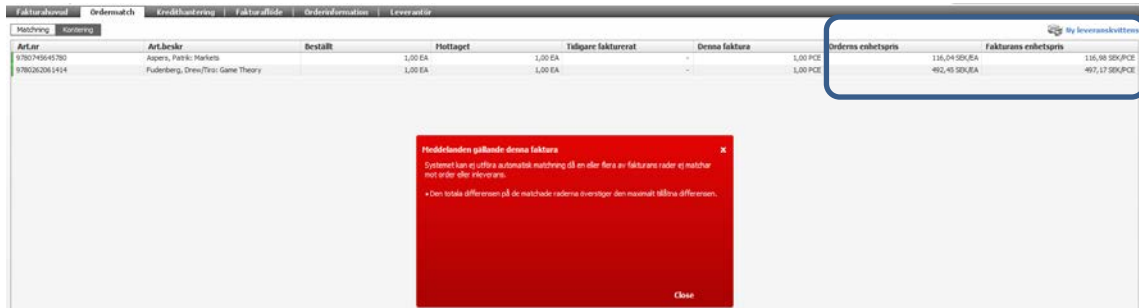 Fakturahuvud | Ordermatch | Kredithantering | Fakturaflöde | Orderinformation | Leverantör
Matchning Kontering
Ny leveranskvittens
Art.nr Art.beskr Beställt Mottaget Tidigare fakturerat Denna faktura Orderns enhetspris Fakturans enhetspris
9780745645780 Aspers, Patrik: Markets 1,00 EA 1,00 EA - 1,00 PCE 116,04 SEK/EA 116,98 SEK/PCE
9780262061414 Fudenberg, Drew/Tiro: Game Theory 1,00 EA 1,00 EA - 1,00 PCE 492,45 SEK/EA 497,17 SEK/PCE
Meddelanden gällande denna faktura x
Systemet kan ej utföra automatisk matchning då en eller flera av fakturans rader ej matchar
mot order eller inleverans.
• Den totala differensen på de matchade raderna överstiger den maximalt tillåtna differensen.
Close